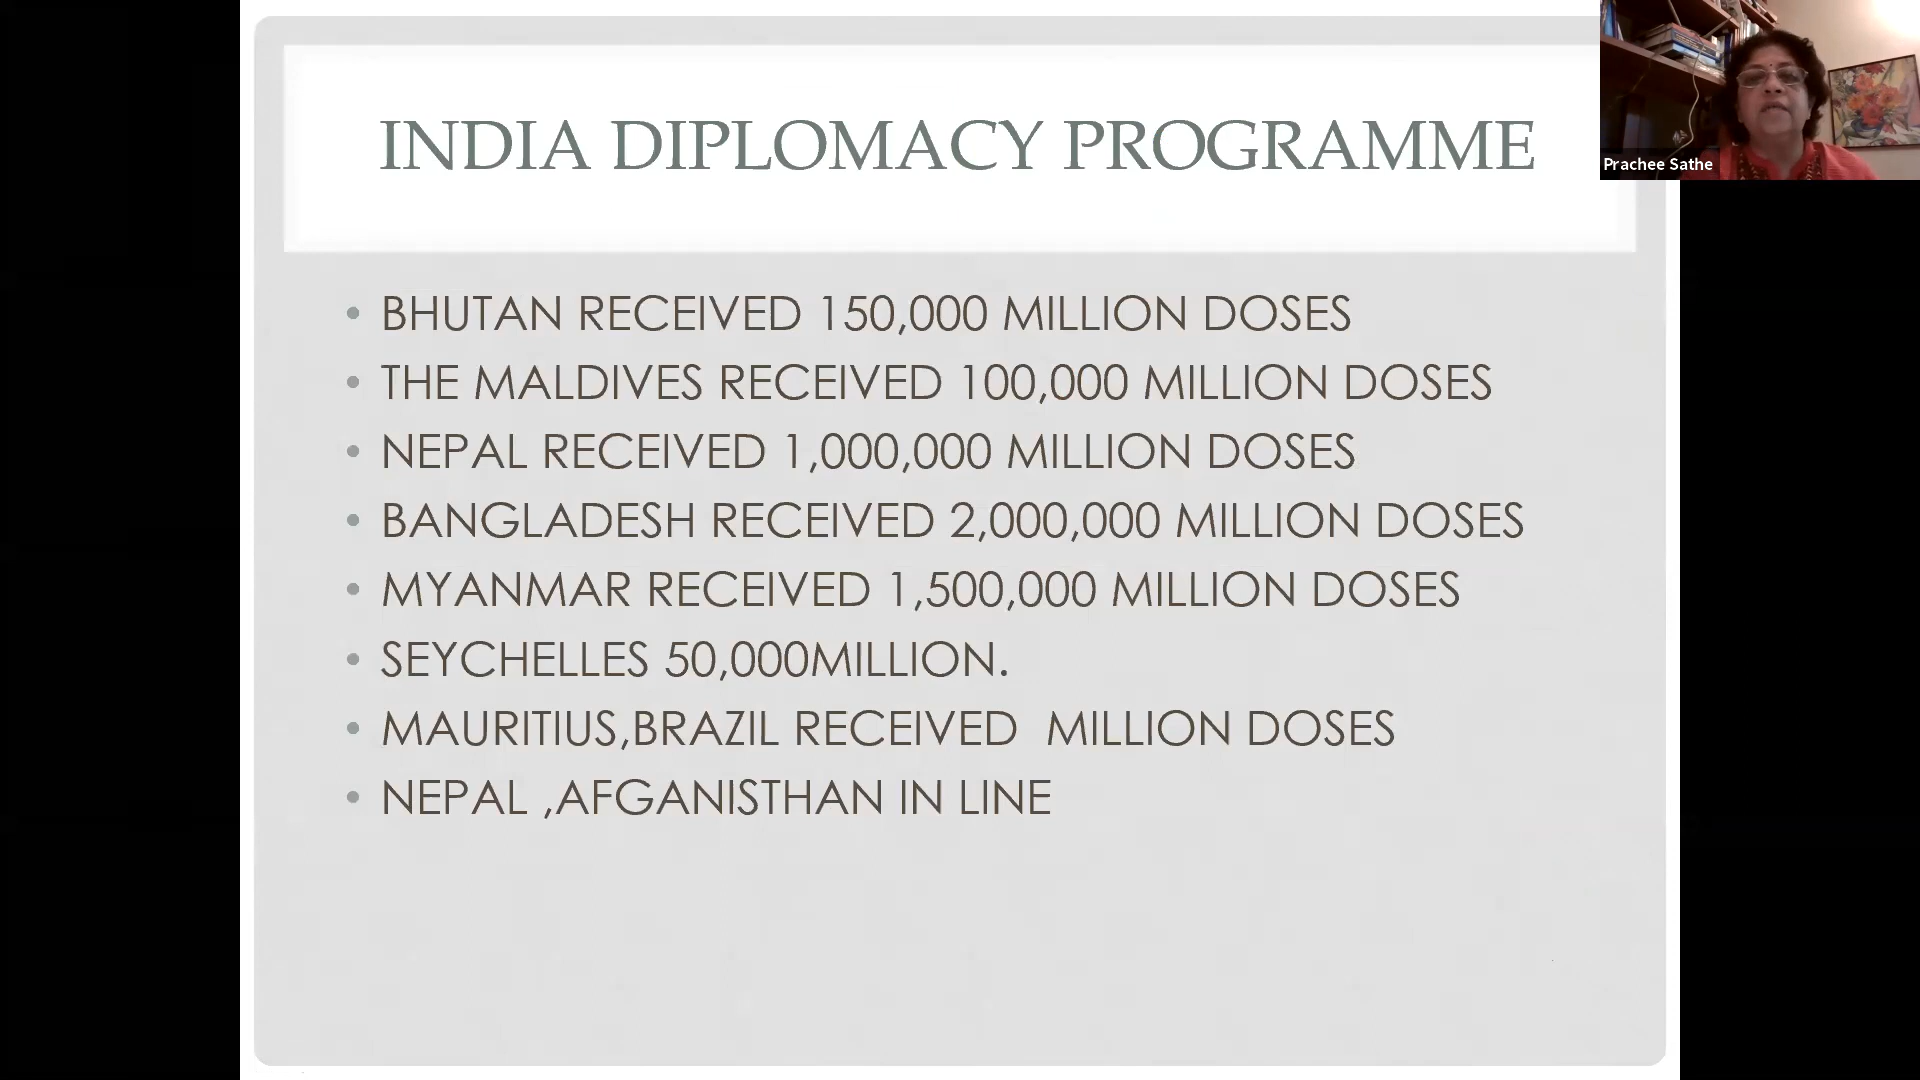 INDIA DIPLOMACY PROGRAMME
Prachee Sathe
• BHUTAN RECEIVED 150,000 MILLION DOSES
• THE MALDIVES RECEIVED 100,000 MILLION DOSES
• NEPAL RECEIVED 1,000,000 MILLION DOSES
• BANGLADESH RECEIVED 2,000,000 MILLION DOSES
• MYANMAR RECEIVED 1,500,000 MILLION DOSES
• SEYCHELLES 50,000MILLION.
• MAURITIUS,BRAZIL RECEIVED  MILLION DOSES
• NEPAL ,AFGANISTHAN IN LINE